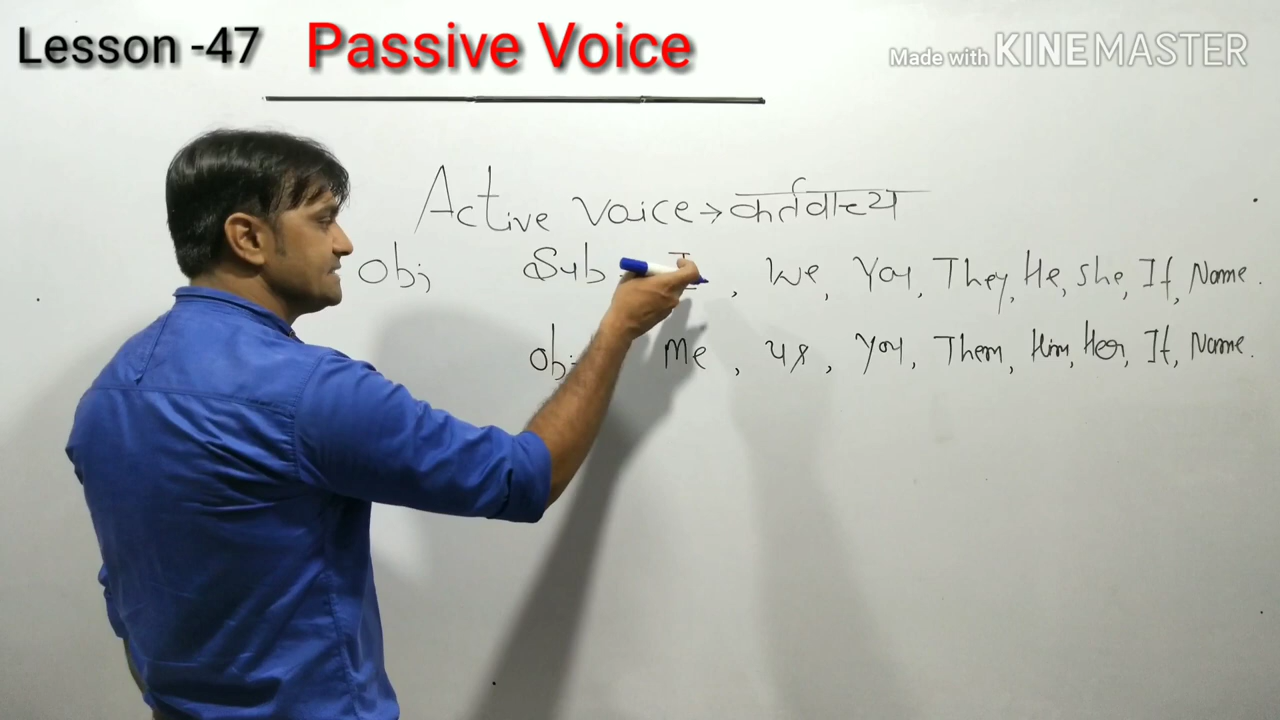 Lesson -47 Passive Voice
Made with KINEMASTER
Active Voice → कर्तवाच्य
Obj Sub I, We, You, They, He, She, It, Name.
Obj Me, us, You, Them, Him, Her, It, Name.